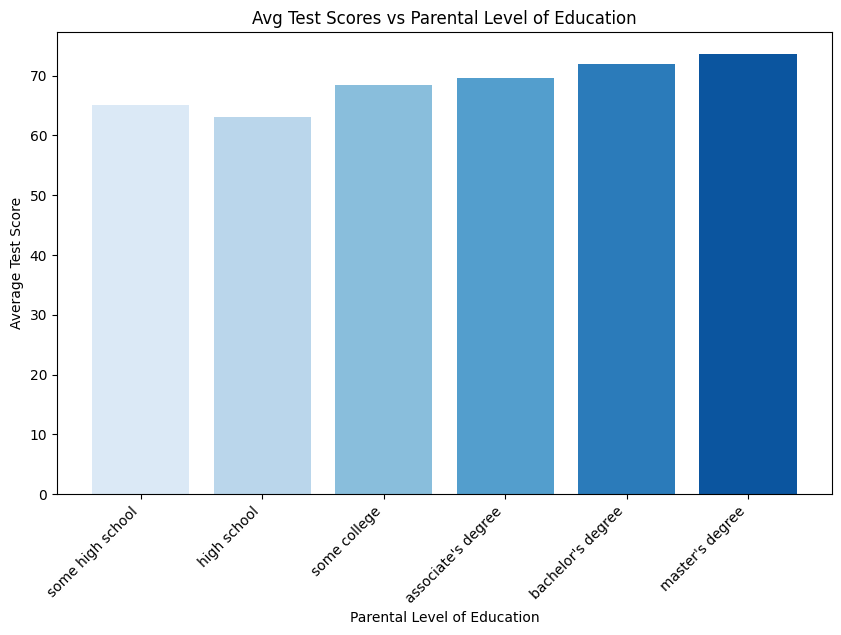 Avg Test Scores vs Parental Level of Education
Average Test Score
70
60
50
40
30
20
10
0
some high school
high school
some college
associate's degree
bachelor's degree
master's degree
Parental Level of Education